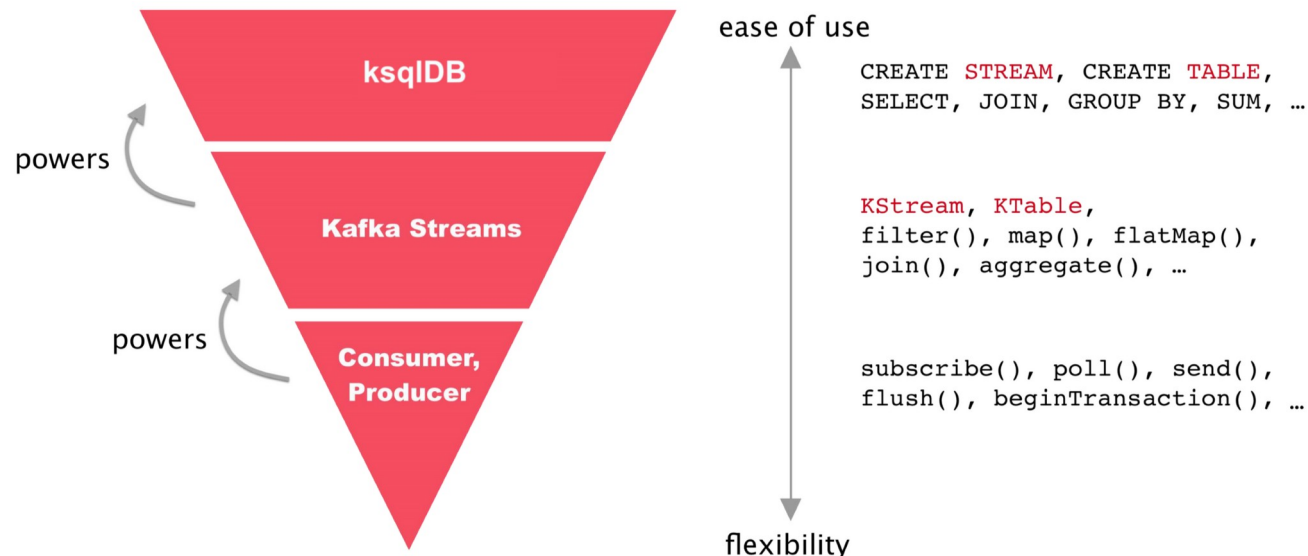 ksqlDB
powers
Kafka Streams
powers
Consumer,
Producer
ease of use
CREATE STREAM, CREATE TABLE,
SELECT, JOIN, GROUP BY, SUM, …
KStream, KTable,
filter(), map(), flatMap(),
join(), aggregate(), …
subscribe(), poll(), send(),
flush(), beginTransaction(), …
flexibility